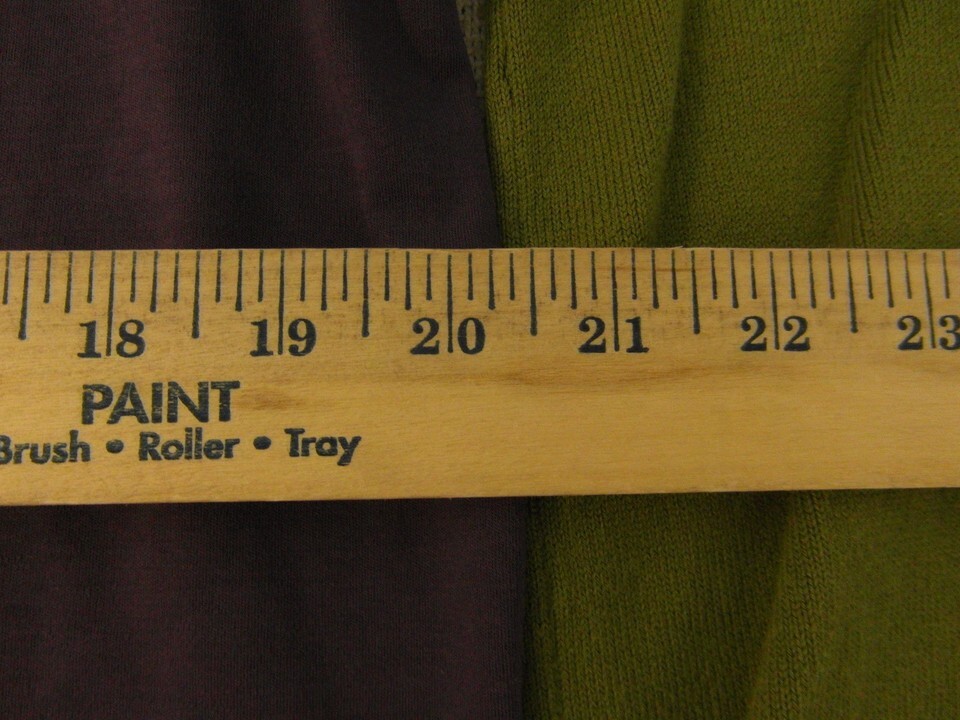 18 19 20 21 22 23
PAINT
Brush • Roller • Tray